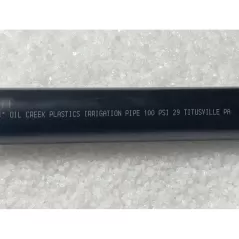 " OIL CREEK PLASTICS IRRIGATION PIPE 100 PSI 29 TITUSVILLE PA